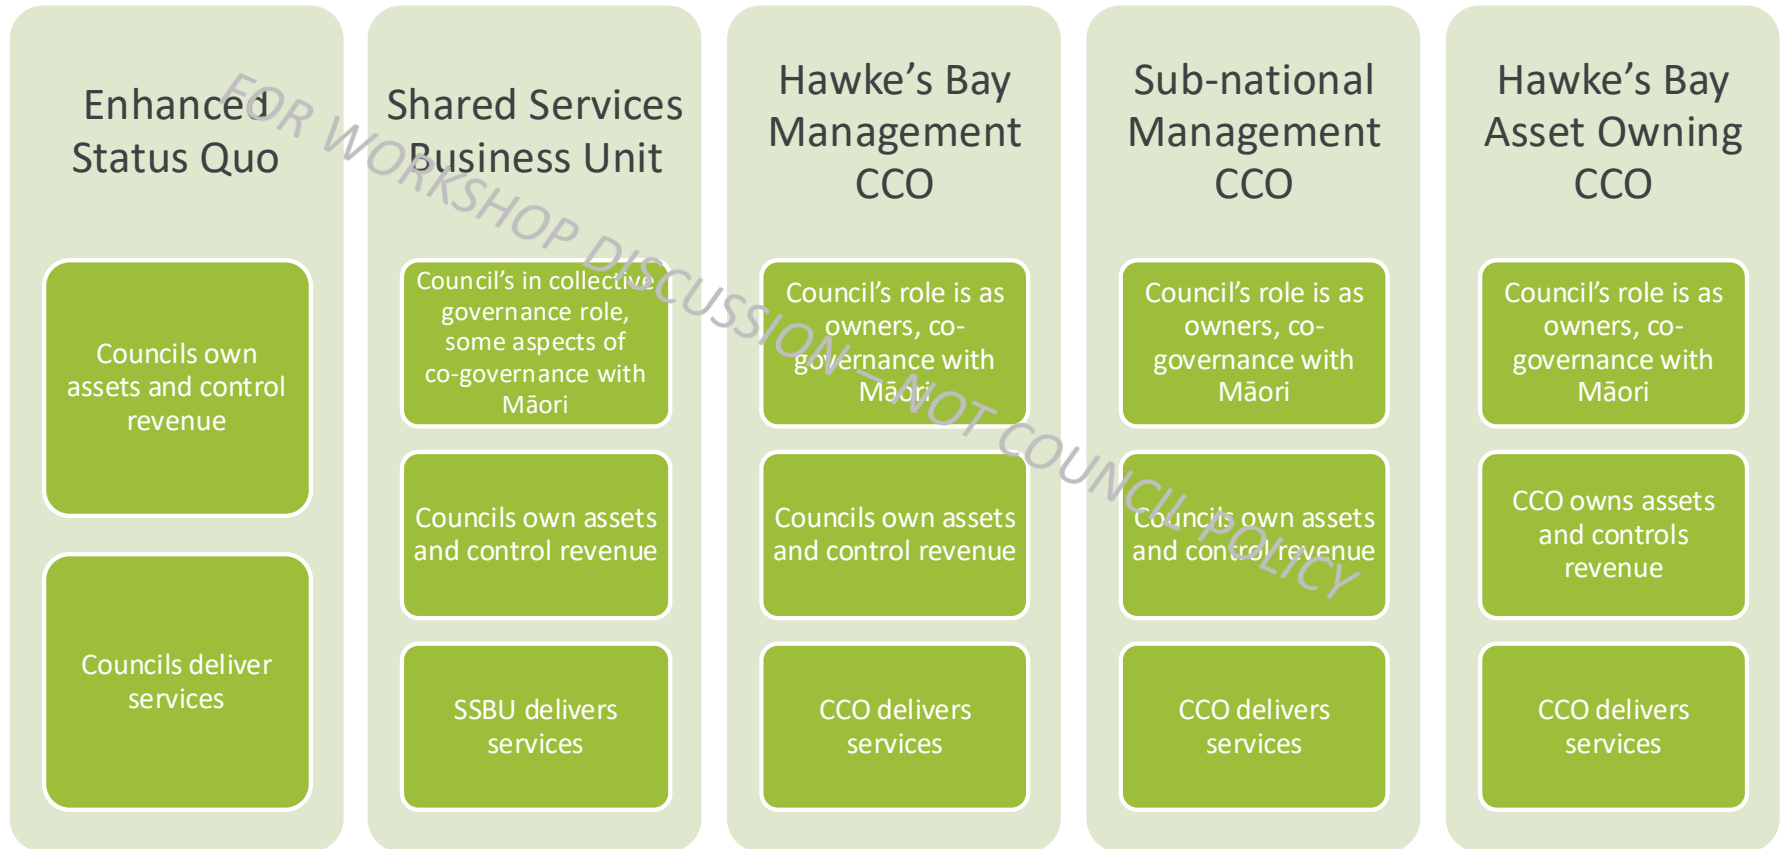 Enhanced
Status Quo
Councils own
assets and control
revenue
Councils deliver
services
Shared Services
Business Unit
Council’s in collective
governance role,
some aspects of
co-governance with
Māori
Councils own assets
and control revenue
SSBU delivers
services
Hawke’s Bay
Management
CCO
Council’s role is as
owners, co-
governance with
Māori
Councils own assets
and control revenue
CCO delivers
services
Sub-national
Management
CCO
Council’s role is as
owners, co-
governance with
Māori
Councils own assets
and control revenue
CCO delivers
services
Hawke’s Bay
Asset Owning
CCO
Council’s role is as
owners, co-
governance with
Māori
CCO owns assets
and controls
revenue
CCO delivers
services
FOR WORKSHOP DISCUSSION – NOT COUNCIL POLICY